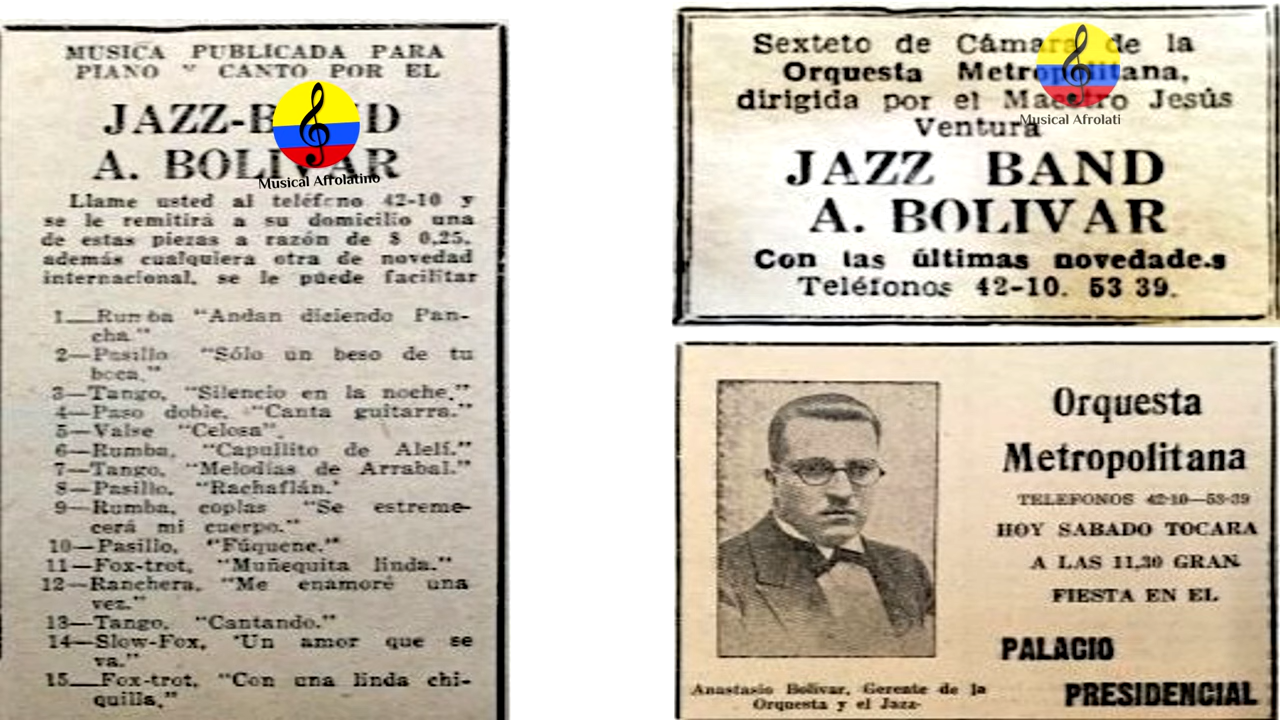 MUSICA PUBLICADA PARA
PIANO Y CANTO POR EL
JAZZ-BAND
A. BOLIVAR
Musical Afrolatino
Llame usted al teléfono 42-10 y
se le remitirá a su domicilio una
de estas piezas a razón de $ 0,25,
además cualquiera otra de novedad
internacional, se le puede facilitar
1—Rumba "Andan diciendo Pan-
cha."
2—Pasillo "Sólo un beso de tu
boca."
3—Tango, "Silencio en la noche."
4—Paso doble, "Canta guitarra."
5—Valse "Celosa".
6—Rumba, "Capullito de Alelí."
7—Tango, "Melodías de Arrabal."
8—Pasillo, "Rachaflán.'
9—Rumba, coplas "Se estreme-
cerá mi cuerpo."
10—Pasillo, "Fúquene."
11—Fox-trot, "Muñequita linda."
12—Ranchera, "Me enamoré una
vez."
13—Tango, "Cantando."
14—Slow-Fox, 'Un amor que se
va."
15—Fox-trot, "Con una linda chi-
quilla,"
Sexteto de Cámara de la
Orquesta Metropolitana,
dirigida por el Maestro Jesús
Musical Afrolati
Ventura
JAZZ BAND
A. BOLIVAR
Con las últimas novedade.s
Teléfonos 42-10. 53 39.
Orquesta
Metropolitana
TELEFONOS 42-10—53-39
HOY SABADO TOCARA
A LAS 11,30 GRAN
FIESTA EN EL
PALACIO
PRESIDENCIAL
Anastasio Bolívar, Gerente de la
Orquesta y el Jazz-